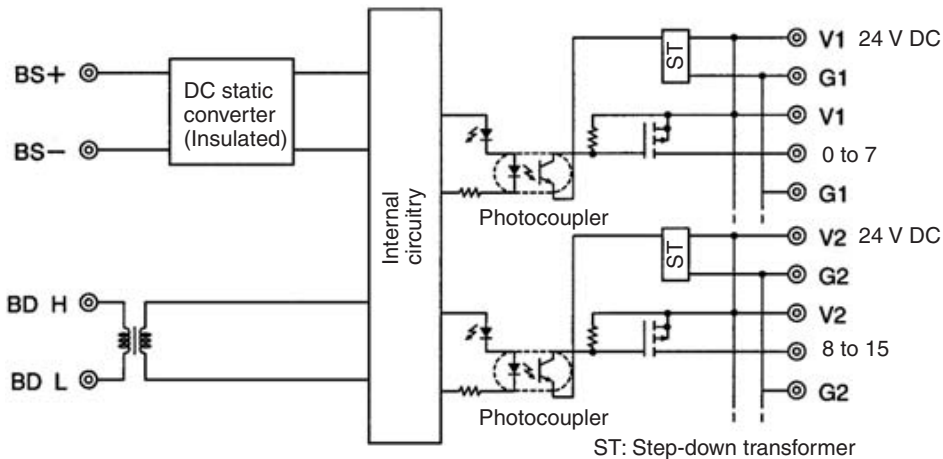 BS+
BS−
DC static
converter
(Insulated)
BD H
BD L
Internal
circuitry
Photocoupler
ST
V1 24 V DC
G1
V1
0 to 7
G1
Photocoupler
ST
V2 24 V DC
G2
V2
8 to 15
G2
ST: Step-down transformer